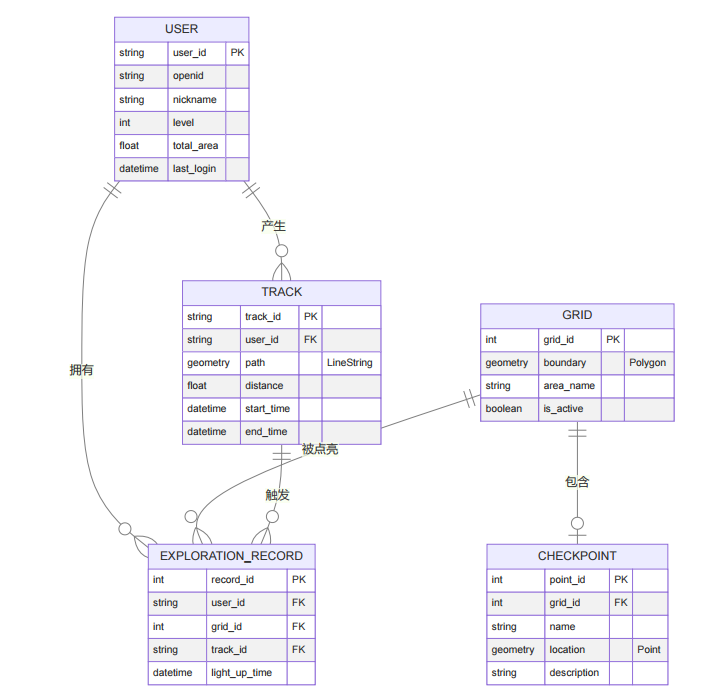 USER
string user_id PK
string openid
string nickname
int level
float total_area
datetime last_login
产生
拥有
TRACK
string track_id PK
string user_id FK
geometry path LineString
float distance
datetime start_time
datetime end_time
GRID
int grid_id PK
geometry boundary Polygon
string area_name
boolean is_active
被点亮
触发
包含
EXPLORATION_RECORD
int record_id PK
string user_id FK
int grid_id FK
string track_id FK
datetime light_up_time
CHECKPOINT
int point_id PK
int grid_id FK
string name
geometry location Point
string description